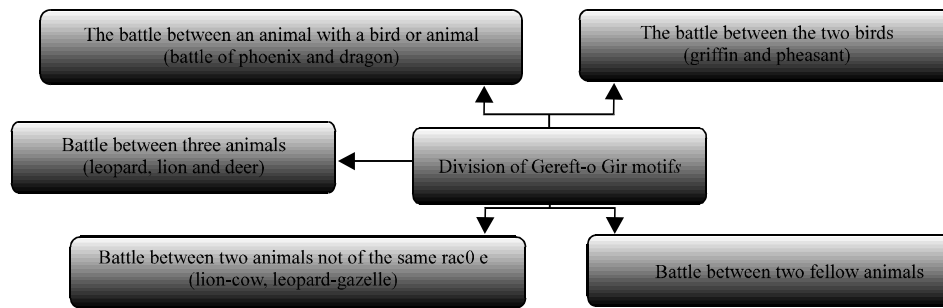 The battle between an animal with a bird or animal
(battle of phoenix and dragon)
The battle between the two birds
(griffin and pheasant)
Battle between three animals
(leopard, lion and deer)
Division of Gereft-o Gir motifs
Battle between two animals not of the same rac0 e
(lion-cow, leopard-gazelle)
Battle between two fellow animals